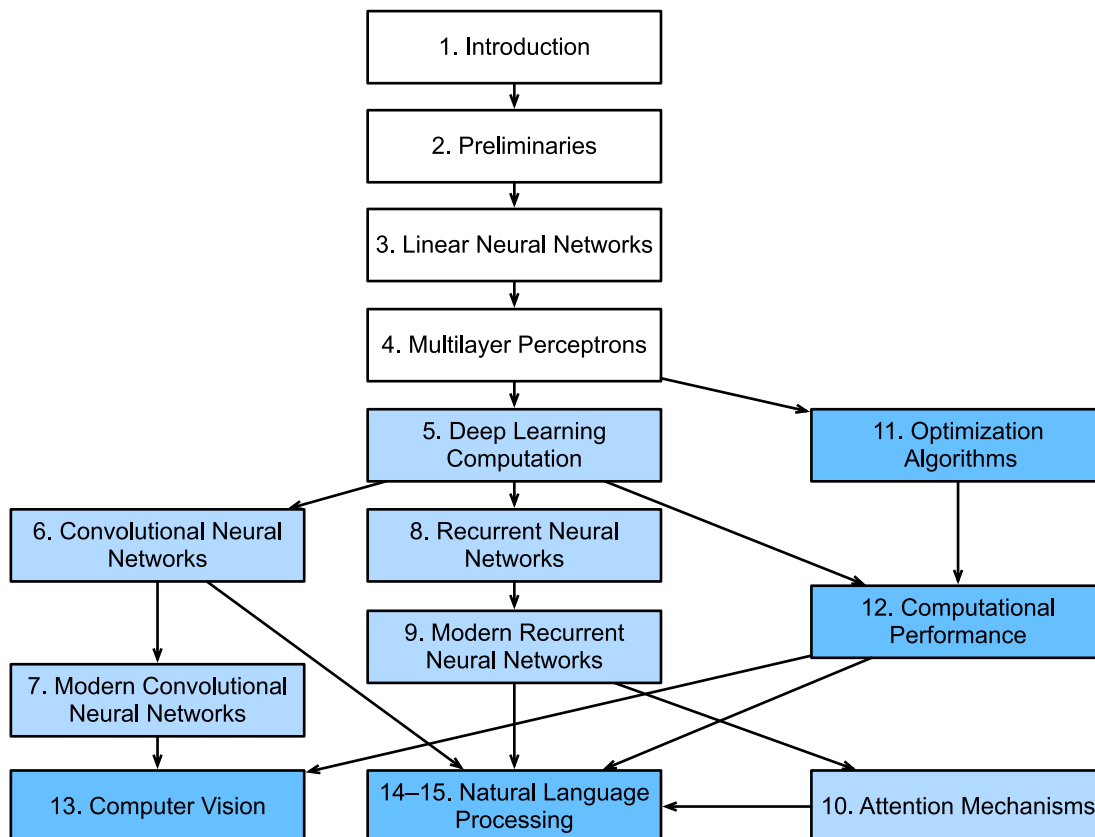 1. Introduction
2. Preliminaries
3. Linear Neural Networks
4. Multilayer Perceptrons
5. Deep Learning
Computation
11. Optimization
Algorithms
6. Convolutional Neural
Networks
8. Recurrent Neural
Networks
12. Computational
Performance
9. Modern Recurrent
Neural Networks
7. Modern Convolutional
Neural Networks
13. Computer Vision
14–15. Natural Language
Processing
10. Attention Mechanisms